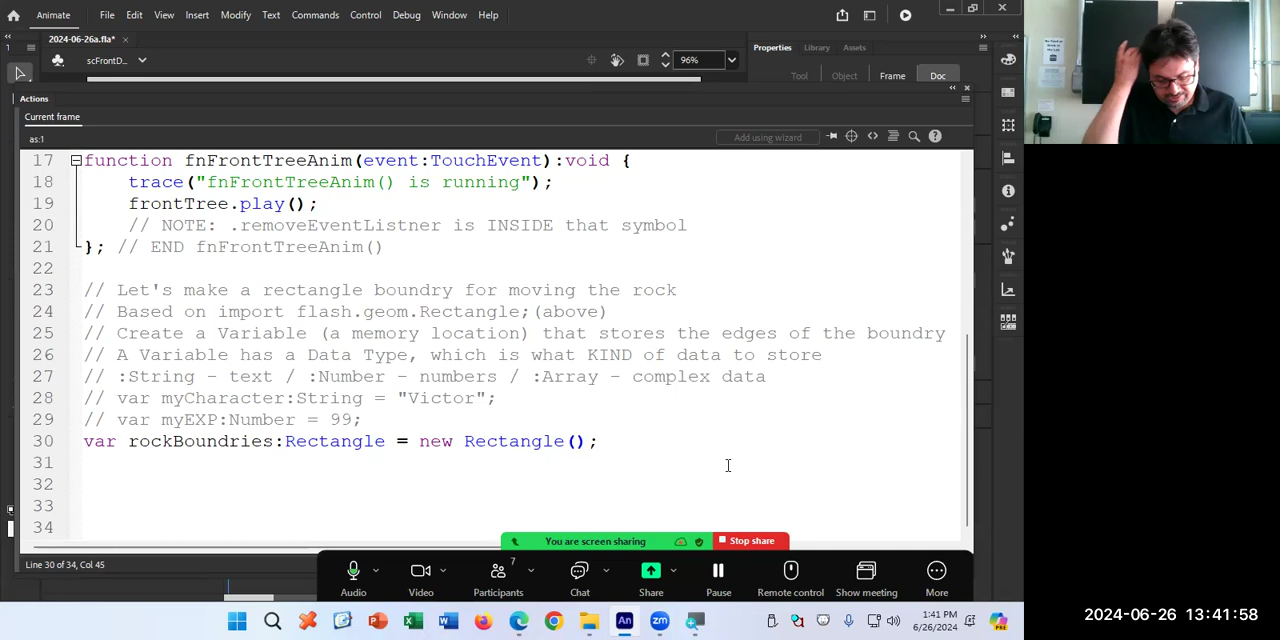 Animate File Edit View Insert Modify Text Commands Control Debug Window Help
2024-06-26a.fla* ×
scFrontD... 96% Properties Library Assets
Tool Object Frame Doc
Actions
Current frame
as:1 Add using wizard
17 function fnFrontTreeAnim(event:TouchEvent):void {
18 trace("fnFrontTreeAnim() is running");
19 frontTree.play();
20 // NOTE: .removeEventListner is INSIDE that symbol
21 }; // END fnFrontTreeAnim()
22
23 // Let's make a rectangle boundry for moving the rock
24 // Based on import flash.geom.Rectangle;(above)
25 // Create a Variable (a memory location) that stores the edges of the boundry
26 // A Variable has a Data Type, which is what KIND of data to store
27 // :String - text / :Number - numbers / :Array - complex data
28 // var myCharacter:String = "Victor";
29 // var myEXP:Number = 99;
30 var rockBoundries:Rectangle = new Rectangle();
31
32
33
34
You are screen sharing Stop share
Line 30 of 34, Col 45
7
Audio Video Participants Chat Share Pause Remote control Show meeting More
An zm 1:41 PM
6/26/2024
2024-06-26 13:41:58